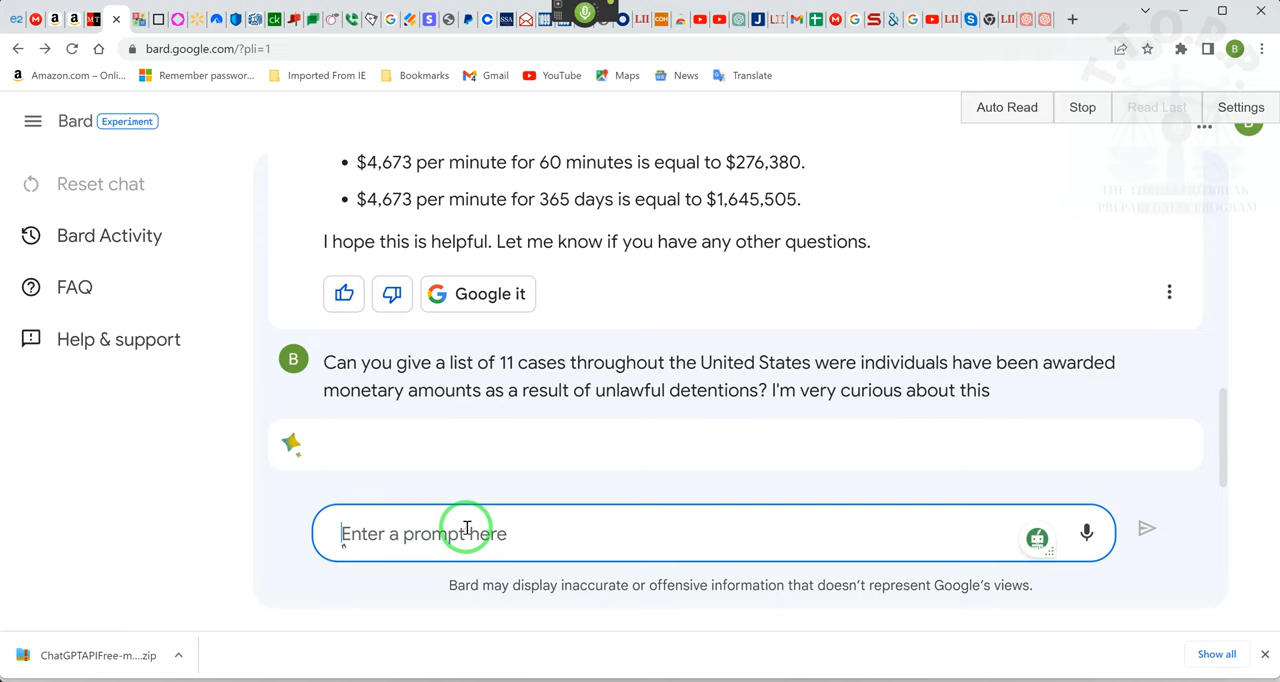 bard.google.com/?pli=1
Amazon.com – Onli...
Remember passwor...
Imported From IE
Bookmarks
Gmail
YouTube
Maps
News
Translate
T.O.P.P.
Auto Read
Stop
Read Last
Settings
Bard
Experiment
B
Reset chat
Bard Activity
FAQ
Help & support
• $4,673 per minute for 60 minutes is equal to $276,380.
• $4,673 per minute for 365 days is equal to $1,645,505.
I hope this is helpful. Let me know if you have any other questions.
Google it
B
Can you give a list of 11 cases throughout the United States were individuals have been awarded
monetary amounts as a result of unlawful detentions? I'm very curious about this
Enter a prompt here
Bard may display inaccurate or offensive information that doesn't represent Google's views.
ChatGPTAPIFree-m....zip
Show all